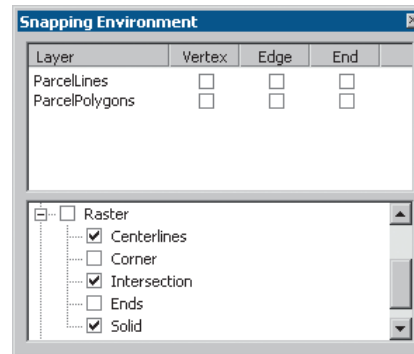 Snapping Environment
Layer Vertex Edge End
ParcelLines
ParcelPolygons
Raster
Centerlines
Corner
Intersection
Ends
Solid